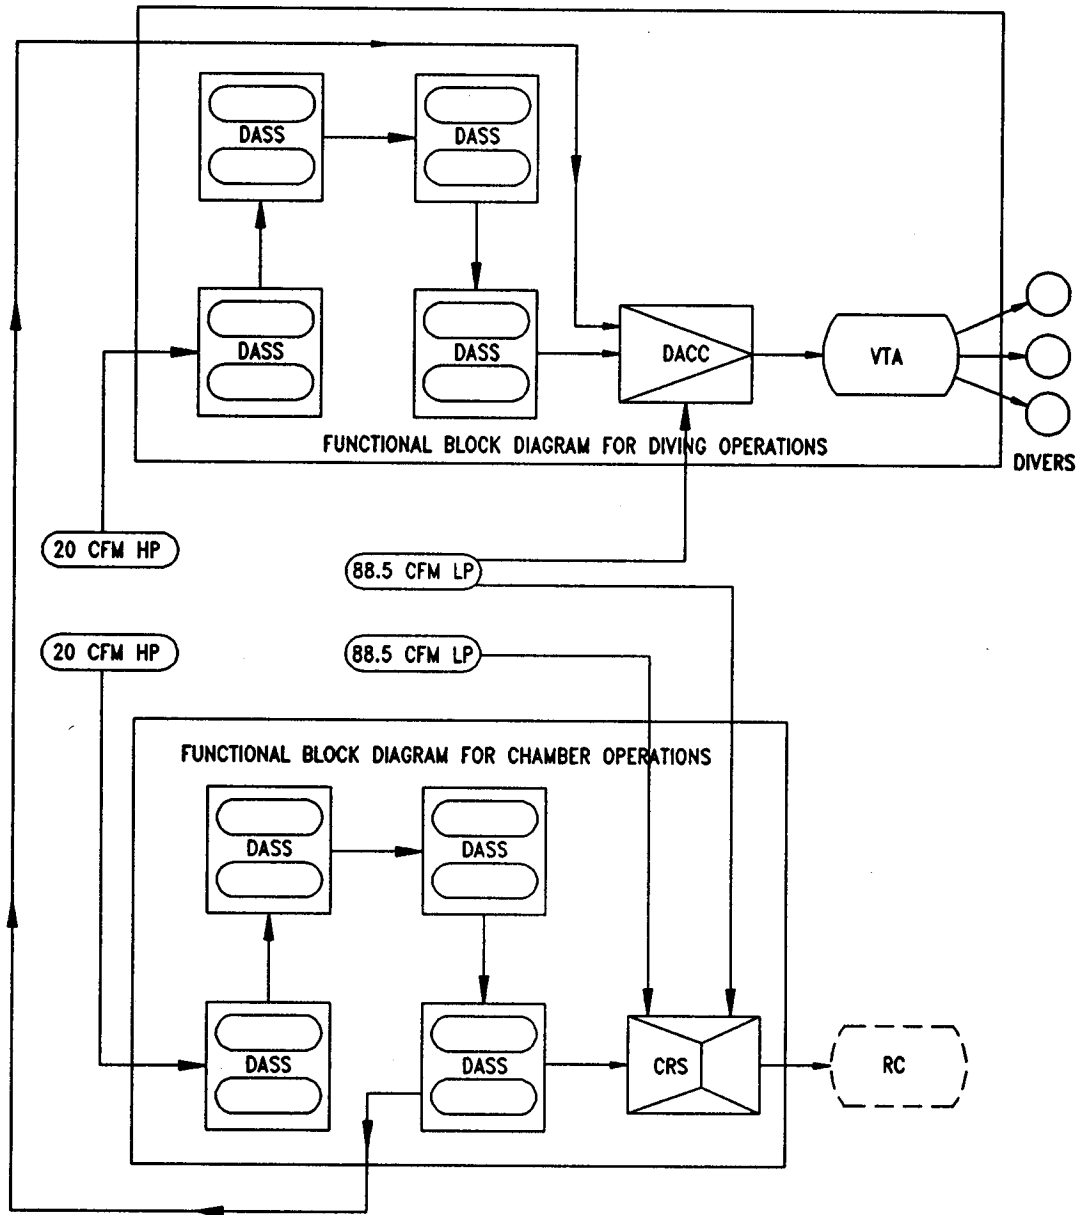 DASS
DASS
DASS
DASS
DACC
VTA
FUNCTIONAL BLOCK DIAGRAM FOR DIVING OPERATIONS
DIVERS
20 CFM HP
88.5 CFM LP
20 CFM HP
88.5 CFM LP
FUNCTIONAL BLOCK DIAGRAM FOR CHAMBER OPERATIONS
DASS
DASS
DASS
DASS
CRS
RC